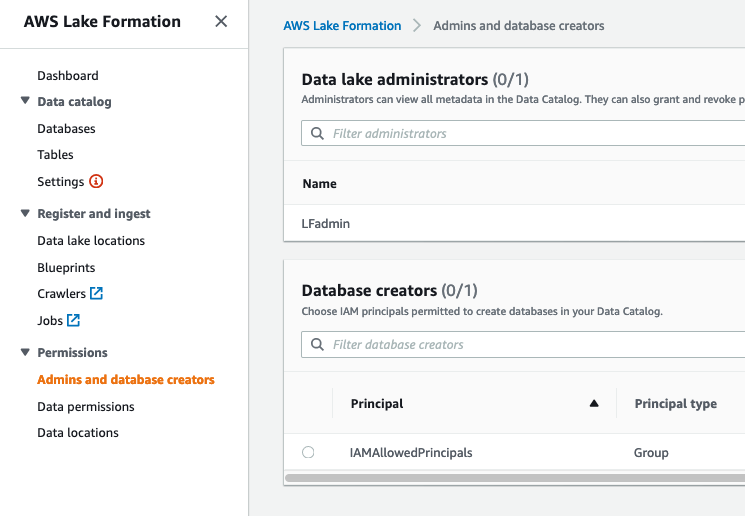 AWS Lake Formation
Dashboard
Data catalog
Databases
Tables
Settings
Register and ingest
Data lake locations
Blueprints
Crawlers
Jobs
Permissions
Admins and database creators
Data permissions
Data locations
AWS Lake Formation > Admins and database creators
Data lake administrators (0/1)
Administrators can view all metadata in the Data Catalog. They can also grant and revoke p
Filter administrators
Name
LFadmin
Database creators (0/1)
Choose IAM principals permitted to create databases in your Data Catalog.
Filter database creators
Principal Principal type
IAMAllowedPrincipals Group